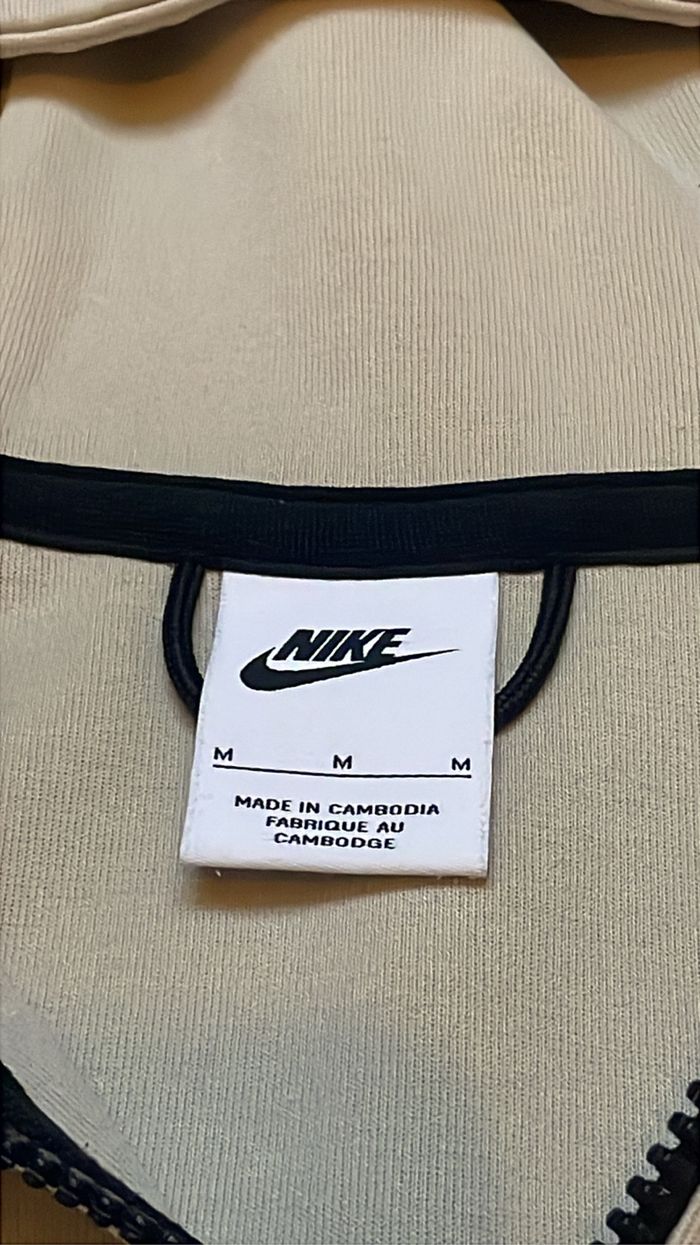 NIKE
M M M
MADE IN CAMBODIA
FABRIQUE AU
CAMBODGE